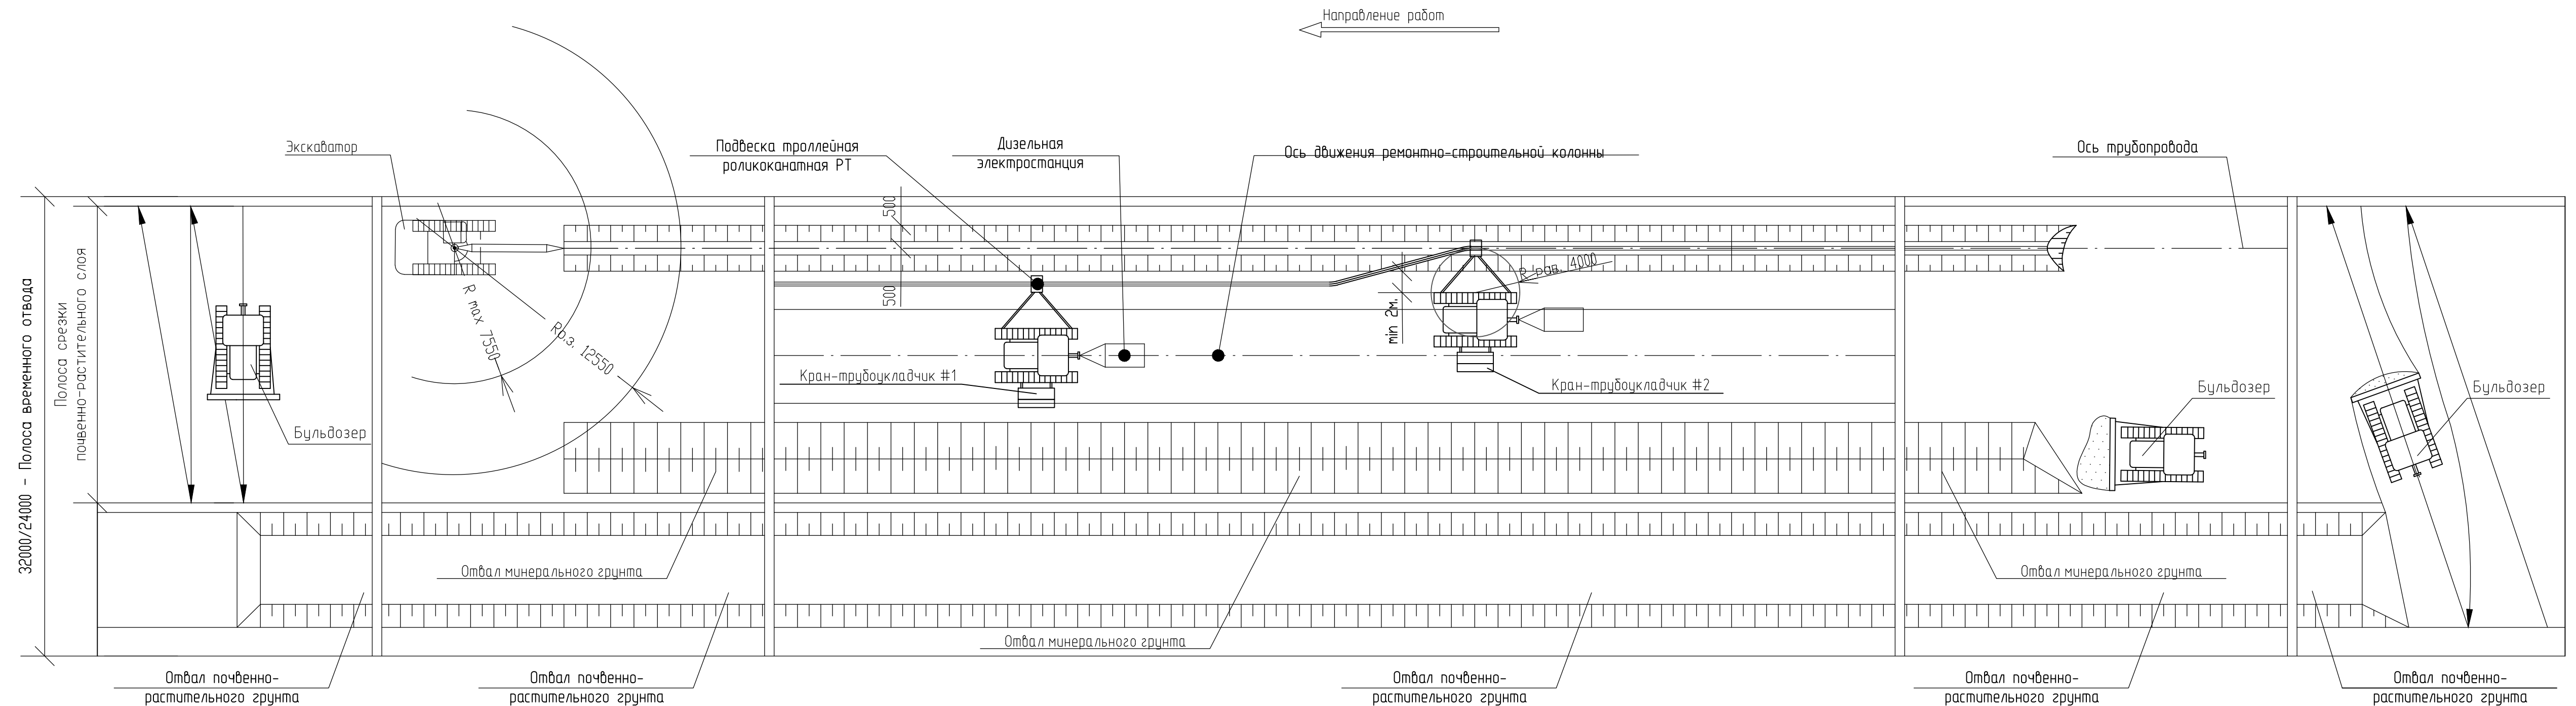 Направление работ
Экскаватор
Подвеска троллейная
роликоканатная РТ
Дизельная
электростанция
Ось движения ремонтно-строительной колонны
Ось трубопровода
500
500
R max 7550
Rб.з. 12550
R рав. 4000
min 2м.
32000/24000 - Полоса временного отвода
Полоса срезки
почвенно-растительного слоя
Бульдозер
Кран-трубоукладчик #1
Кран-трубоукладчик #2
Бульдозер
Бульдозер
Отвал минерального грунта
Отвал минерального грунта
Отвал минерального грунта
Отвал почвенно-
растительного грунта
Отвал почвенно-
растительного грунта
Отвал почвенно-
растительного грунта
Отвал почвенно-
растительного грунта
Отвал почвенно-
растительного грунта